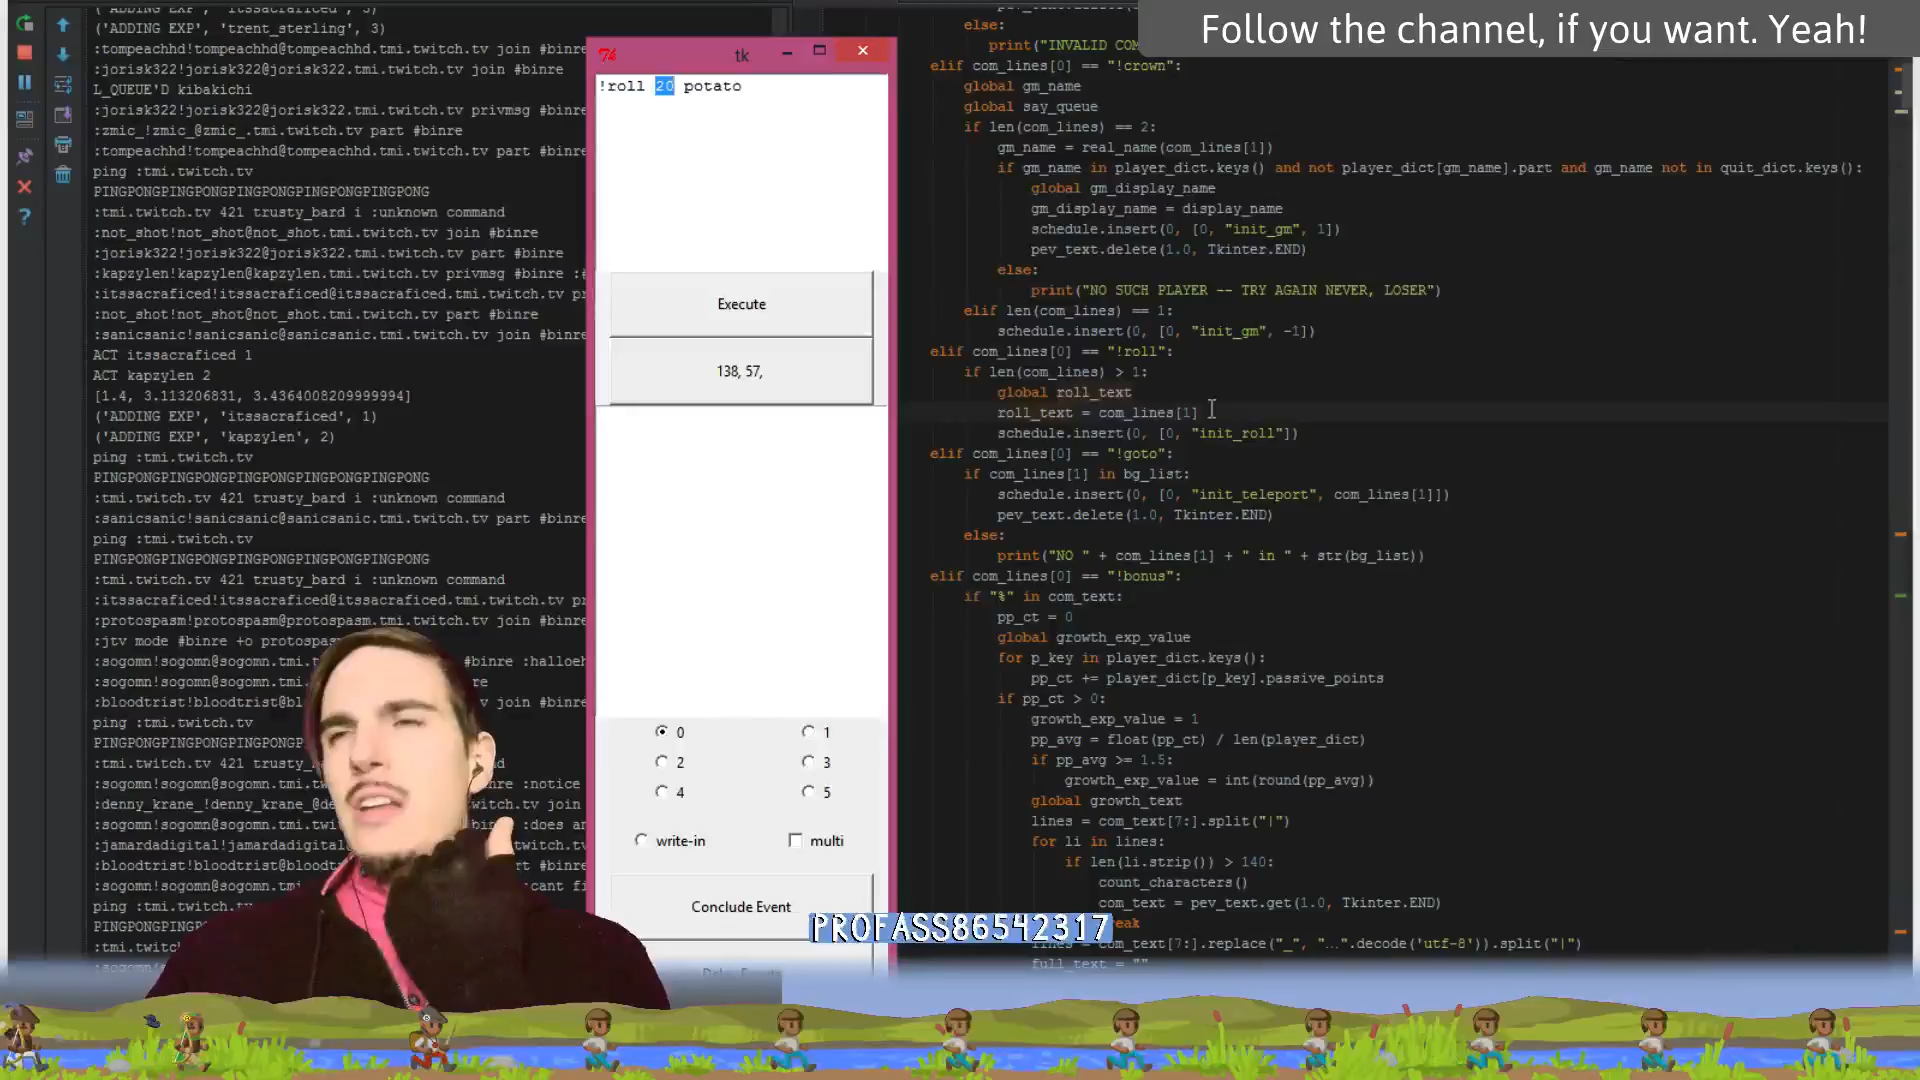 ('ADDING EXP', 'itssacraficed', 3)
('ADDING EXP', 'trent_sterling', 3)
:tompeachhd!tompeachhd@tompeachhd.tmi.twitch.tv join #binre
:jorisk322!jorisk322@jorisk322.tmi.twitch.tv join #binre
L_QUEUE'D kibakichi
:jorisk322!jorisk322@jorisk322.tmi.twitch.tv privmsg #binre
:zmic_!zmic_@zmic_.tmi.twitch.tv part #binre
:tompeachhd!tompeachhd@tompeachhd.tmi.twitch.tv part #binre
ping :tmi.twitch.tv
PINGPONGPINGPONGPINGPONGPINGPONGPINGPONG
:tmi.twitch.tv 421 trusty_bard i :unknown command
:not_shot!not_shot@not_shot.tmi.twitch.tv join #binre
:jorisk322!jorisk322@jorisk322.tmi.twitch.tv part #binre
:kapzylen!kapzylen@kapzylen.tmi.twitch.tv privmsg #binre :
:itssacraficed!itssacraficed@itssacraficed.tmi.twitch.tv pr
:not_shot!not_shot@not_shot.tmi.twitch.tv part #binre
:sanicsanic!sanicsanic@sanicsanic.tmi.twitch.tv join #binre
ACT itssacraficed 1
ACT kapzylen 2
[1.4, 3.113206831, 3.4364008209999994]
('ADDING EXP', 'itssacraficed', 1)
('ADDING EXP', 'kapzylen', 2)
ping :tmi.twitch.tv
PINGPONGPINGPONGPINGPONGPINGPONGPINGPONG
:tmi.twitch.tv 421 trusty_bard i :unknown command
:sanicsanic!sanicsanic@sanicsanic.tmi.twitch.tv part #binre
ping :tmi.twitch.tv
PINGPONGPINGPONGPINGPONGPINGPONGPINGPONG
:tmi.twitch.tv 421 trusty_bard i :unknown command
:itssacraficed!itssacraficed@itssacraficed.tmi.twitch.tv pr
:protospasm!protospasm@protospasm.tmi.twitch.tv join #binre
:jtv mode #binre +o protospasm
:sogomn!sogomn@sogomn.tmi.t #binre :halloeh
:sogomn!sogomn@sogomn.tmi. re
:bloodtrist!bloodtrist@bl .tv join #binre
ping :tmi.twitch.tv
PINGPONGPINGPONGPINGPONGP PONG
:tmi.twitch.tv 421 trusty mmand
:sogomn!sogomn@sogomn.tmi.t nre :notice
:denny_krane_!denny_krane_@de witch.tv join
:sogomn!sogomn@sogomn.tmi.twi bin :does an
:jamardadigital!jamardadigital twitch.tv
:bloodtrist!bloodtrist@bloo rt #binre
:sogomn!sogomn@sogomn.tmi :cant fi
ping :tmi.twitch.tv
PINGPONGPI
:tmi.twitc
:sogomn!so
tk
!roll 20 potato
Execute
138, 57,
0
1
2
3
4
5
write-in
multi
Conclude Event
PROFASS86542317
Follow the channel, if you want. Yeah!
else:
print("INVALID COM
elif com_lines[0] == "!crown":
global gm_name
global say_queue
if len(com_lines) == 2:
gm_name = real_name(com_lines[1])
if gm_name in player_dict.keys() and not player_dict[gm_name].part and gm_name not in quit_dict.keys():
global gm_display_name
gm_display_name = display_name
schedule.insert(0, [0, "init_gm", 1])
pev_text.delete(1.0, Tkinter.END)
else:
print("NO SUCH PLAYER -- TRY AGAIN NEVER, LOSER")
elif len(com_lines) == 1:
schedule.insert(0, [0, "init_gm", -1])
elif com_lines[0] == "!roll":
if len(com_lines) > 1:
global roll_text
roll_text = com_lines[1]
schedule.insert(0, [0, "init_roll"])
elif com_lines[0] == "!goto":
if com_lines[1] in bg_list:
schedule.insert(0, [0, "init_teleport", com_lines[1]])
pev_text.delete(1.0, Tkinter.END)
else:
print("NO " + com_lines[1] + " in " + str(bg_list))
elif com_lines[0] == "!bonus":
if "%" in com_text:
pp_ct = 0
global growth_exp_value
for p_key in player_dict.keys():
pp_ct += player_dict[p_key].passive_points
if pp_ct > 0:
growth_exp_value = 1
pp_avg = float(pp_ct) / len(player_dict)
if pp_avg >= 1.5:
growth_exp_value = int(round(pp_avg))
global growth_text
lines = com_text[7:].split("|")
for li in lines:
if len(li.strip()) > 140:
count_characters()
com_text = pev_text.get(1.0, Tkinter.END)
eak
lines = com_text[7:].replace("_", "…".decode('utf-8')).split("|")
full_text = ""